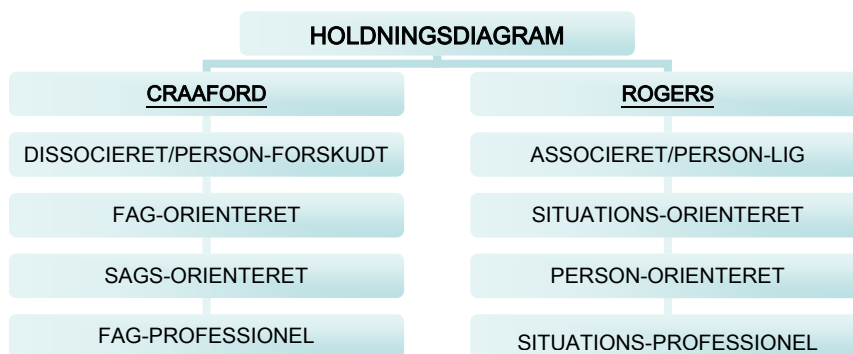 HOLDNINGSDIAGRAM
CRAAFORD
DISSOCIERET/PERSON-FORSKUDT
FAG-ORIENTERET
SAGS-ORIENTERET
FAG-PROFESSIONEL
ROGERS
ASSOCIERET/PERSON-LIG
SITUATIONS-ORIENTERET
PERSON-ORIENTERET
SITUATIONS-PROFESSIONEL